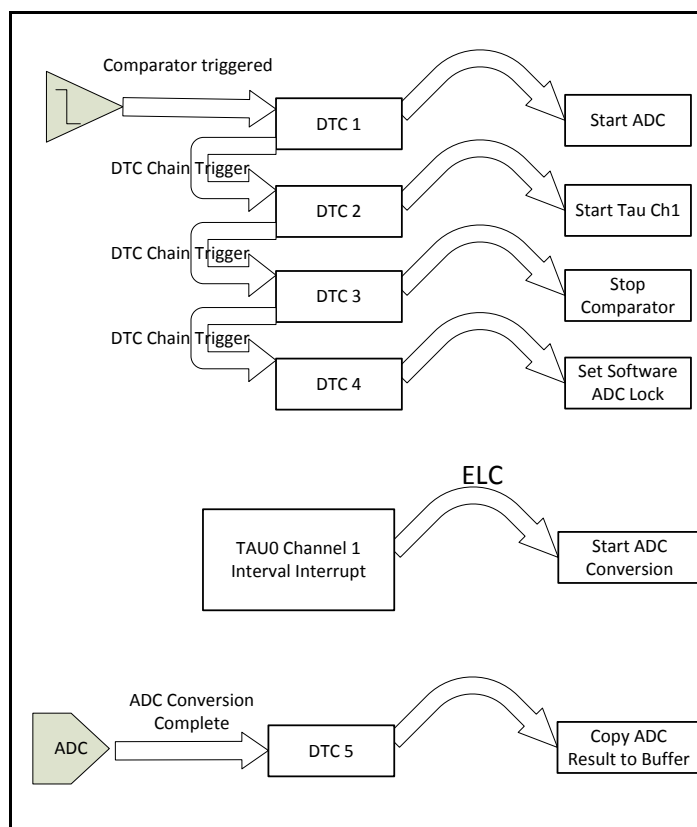 Comparator triggered
DTC 1
Start ADC
DTC Chain Trigger
DTC 2
Start Tau Ch1
DTC Chain Trigger
DTC 3
Stop
Comparator
DTC Chain Trigger
DTC 4
Set Software
ADC Lock
ELC
TAU0 Channel 1
Interval Interrupt
Start ADC
Conversion
ADC Conversion
Complete
ADC
DTC 5
Copy ADC
Result to Buffer